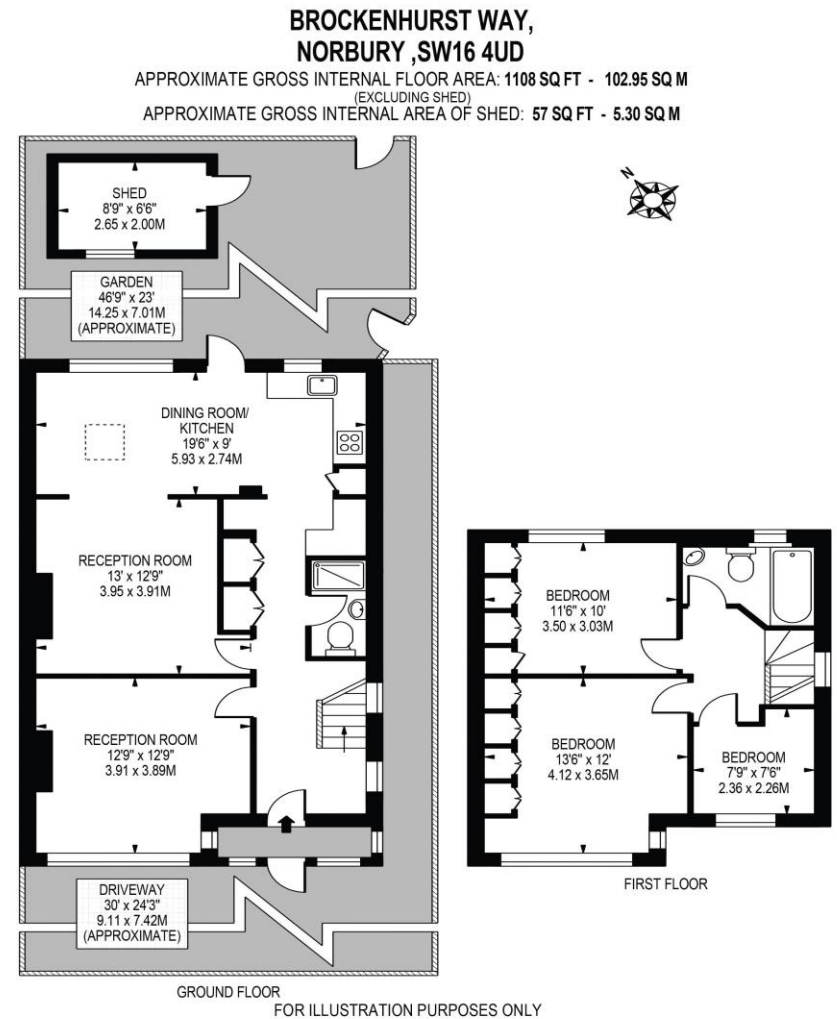 BROCKENHURST WAY,
NORBURY ,SW16 4UD
APPROXIMATE GROSS INTERNAL FLOOR AREA: 1108 SQ FT - 102.95 SQ M
(EXCLUDING SHED)
APPROXIMATE GROSS INTERNAL AREA OF SHED: 57 SQ FT - 5.30 SQ M
N
SHED
8'9" x 6'6"
2.65 x 2.00M
GARDEN
46'9" x 23'
14.25 x 7.01M
(APPROXIMATE)
DINING ROOM/
KITCHEN
19'6" x 9'
5.93 x 2.74M
RECEPTION ROOM
13' x 12'9"
3.95 x 3.91M
RECEPTION ROOM
12'9" x 12'9"
3.91 x 3.89M
DRIVEWAY
30' x 24'3"
9.11 x 7.42M
(APPROXIMATE)
GROUND FLOOR
BEDROOM
11'6" x 10'
3.50 x 3.03M
BEDROOM
13'6" x 12'
4.12 x 3.65M
BEDROOM
7'9" x 7'6"
2.36 x 2.26M
FIRST FLOOR
FOR ILLUSTRATION PURPOSES ONLY